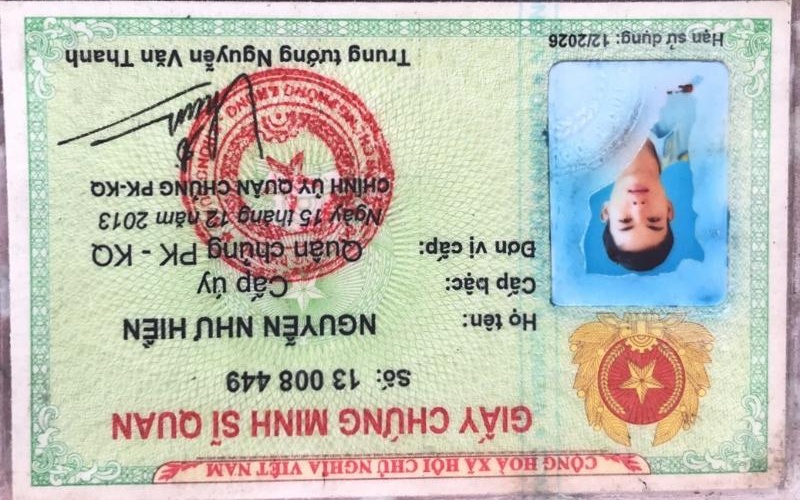 CỘNG HOÀ XÃ HỘI CHỦ NGHĨA VIỆT NAM
GIẤY CHỨNG MINH SĨ QUAN
Số: 13 008 449
Họ tên: NGUYỄN NHƯ HIỀN
Cấp bậc: Cấp úy
Đơn vị cấp: Quân chủng PK - KQ
Ngày 15 tháng 12 năm 2013
CHÍNH ỦY QUÂN CHỦNG PK-KQ
Trung tướng Nguyễn Văn Thanh
Hạn sử dụng: 12/2026